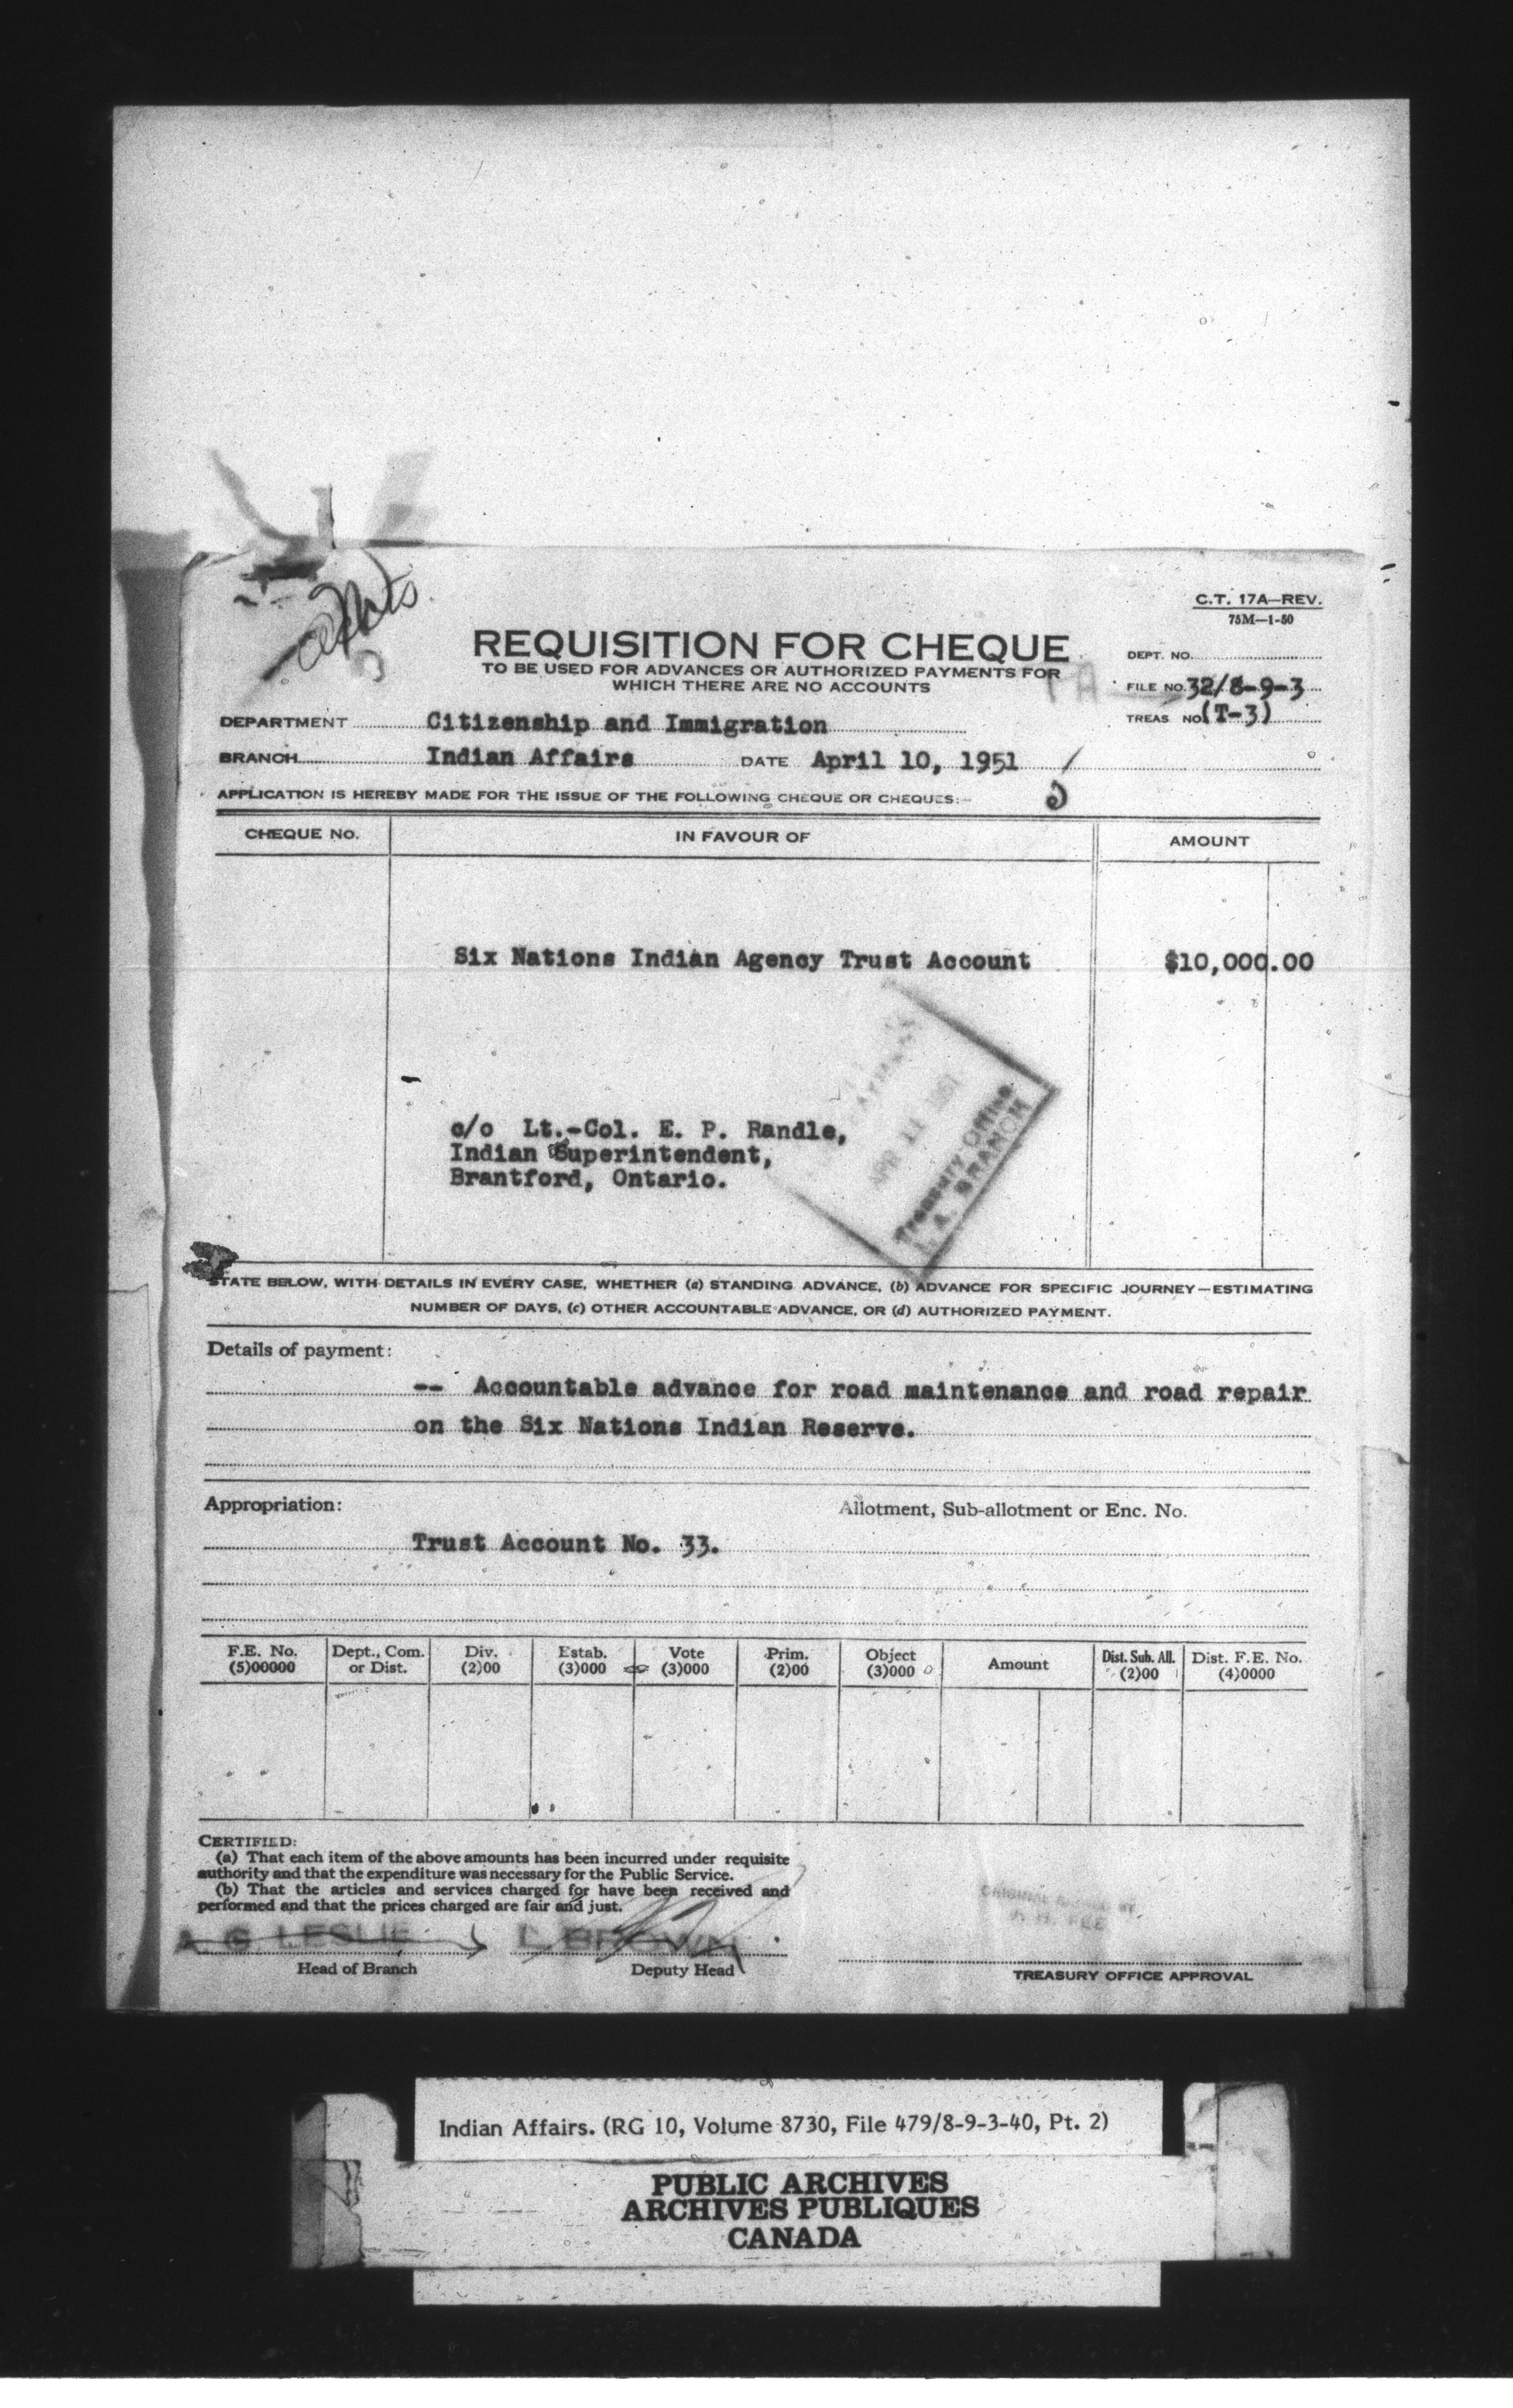 C.T. 17A—REV.
75M—1-50
REQUISITION FOR CHEQUE
TO BE USED FOR ADVANCES OR AUTHORIZED PAYMENTS FOR
WHICH THERE ARE NO ACCOUNTS
DEPT. NO.
FILE NO. 32/8-9-3
TREAS. NO. (T-3)
DEPARTMENT Citizenship and Immigration
BRANCH Indian Affairs DATE April 10, 1951
APPLICATION IS HEREBY MADE FOR THE ISSUE OF THE FOLLOWING CHEQUE OR CHEQUES:—
CHEQUE No. IN FAVOUR OF AMOUNT
Six Nations Indian Agency Trust Account $10,000.00
c/o Lt.-Col. E. P. Randle,
Indian Superintendent,
Brantford, Ontario.
APR 11 1951
Treasury Office
I. A. BRANCH
STATE BELOW, WITH DETAILS IN EVERY CASE, WHETHER (a) STANDING ADVANCE, (b) ADVANCE FOR SPECIFIC JOURNEY—ESTIMATING
NUMBER OF DAYS, (c) OTHER ACCOUNTABLE ADVANCE, OR (d) AUTHORIZED PAYMENT.
Details of payment:
-- Accountable advance for road maintenance and road repair
on the Six Nations Indian Reserve.
Appropriation: Allotment, Sub-allotment or Enc. No.
Trust Account No. 33.
F.E. No. Dept., Com. Div. Estab. Vote Prim. Object Amount Dist. Sub. All. Dist. F.E. No.
(5)00000 or Dist. (2)00 (3)000 (3)000 (2)00 (3)000 (2)00 (4)0000
CERTIFIED:
(a) That each item of the above amounts has been incurred under requisite
authority and that the expenditure was necessary for the Public Service.
(b) That the articles and services charged for have been received and
performed and that the prices charged are fair and just.
ORIGINAL SIGNED BY
J. H. FEE
A G LESLIE L BROWN
Head of Branch Deputy Head TREASURY OFFICE APPROVAL
Indian Affairs. (RG 10, Volume 8730, File 479/8-9-3-40, Pt. 2)
PUBLIC ARCHIVES
ARCHIVES PUBLIQUES
CANADA